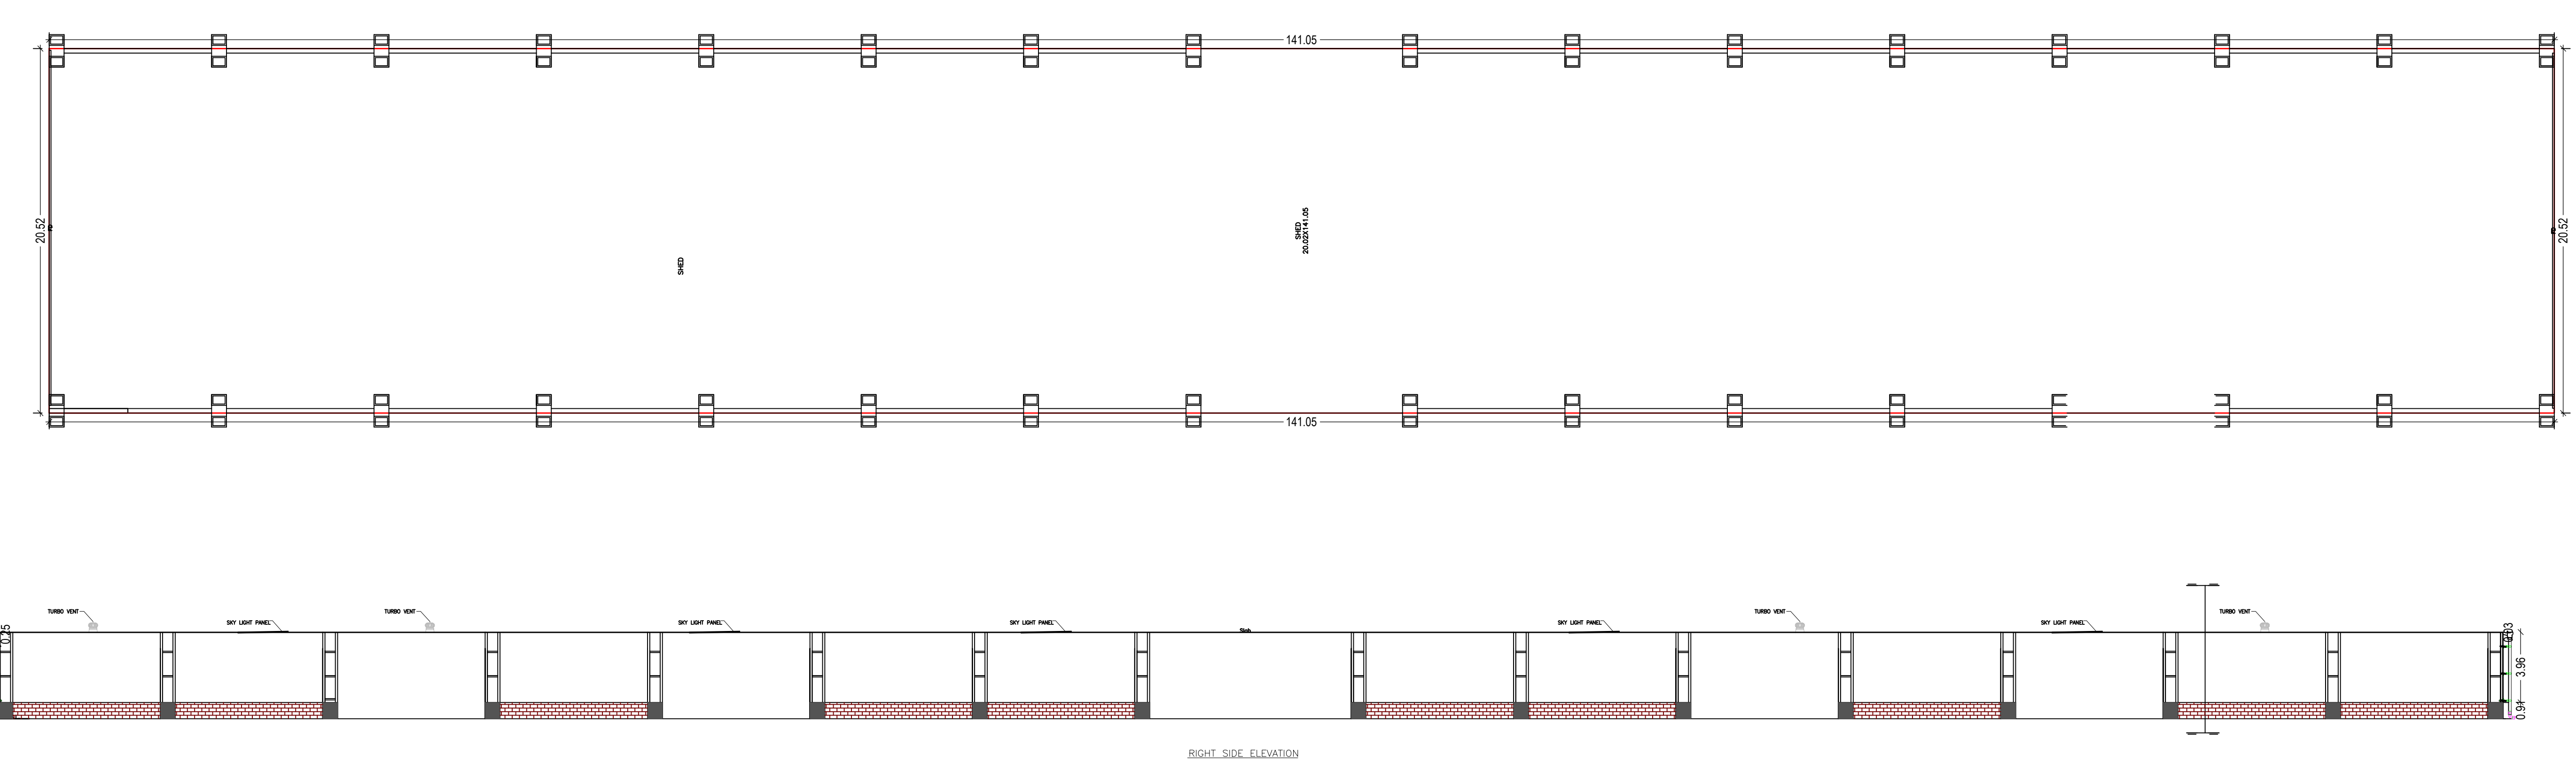 141.05
20.52
20.52
SHED
20.02X141.05
SHED
141.05
TURBO VENT
TURBO VENT
TURBO VENT
TURBO VENT
SKY LIGHT PANEL
SKY LIGHT PANEL
SKY LIGHT PANEL
SKY LIGHT PANEL
SKY LIGHT PANEL
0.25
3.96
0.91
RIGHT SIDE ELEVATION